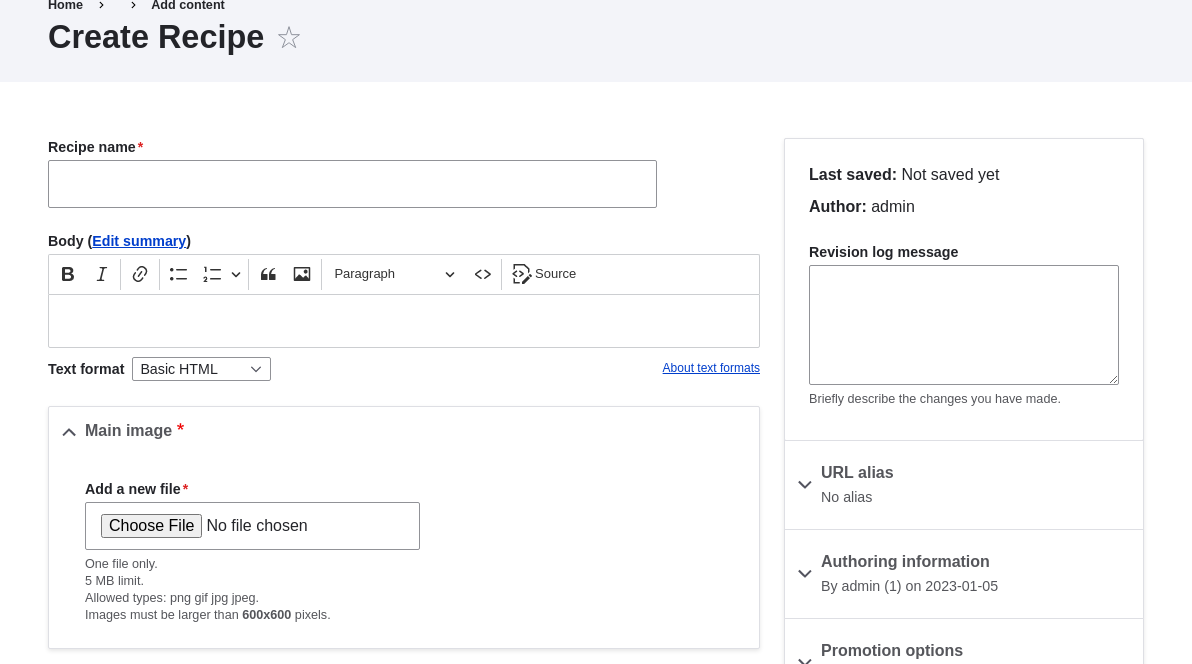 Home > > Add content
Create Recipe ☆
Recipe name*
Body (Edit summary)
B I Paragraph <> Source
Text format Basic HTML About text formats
Main image *
Add a new file*
Choose File No file chosen
One file only.
5 MB limit.
Allowed types: png gif jpg jpeg.
Images must be larger than 600x600 pixels.
Last saved: Not saved yet
Author: admin
Revision log message
Briefly describe the changes you have made.
URL alias
No alias
Authoring information
By admin (1) on 2023-01-05
Promotion options